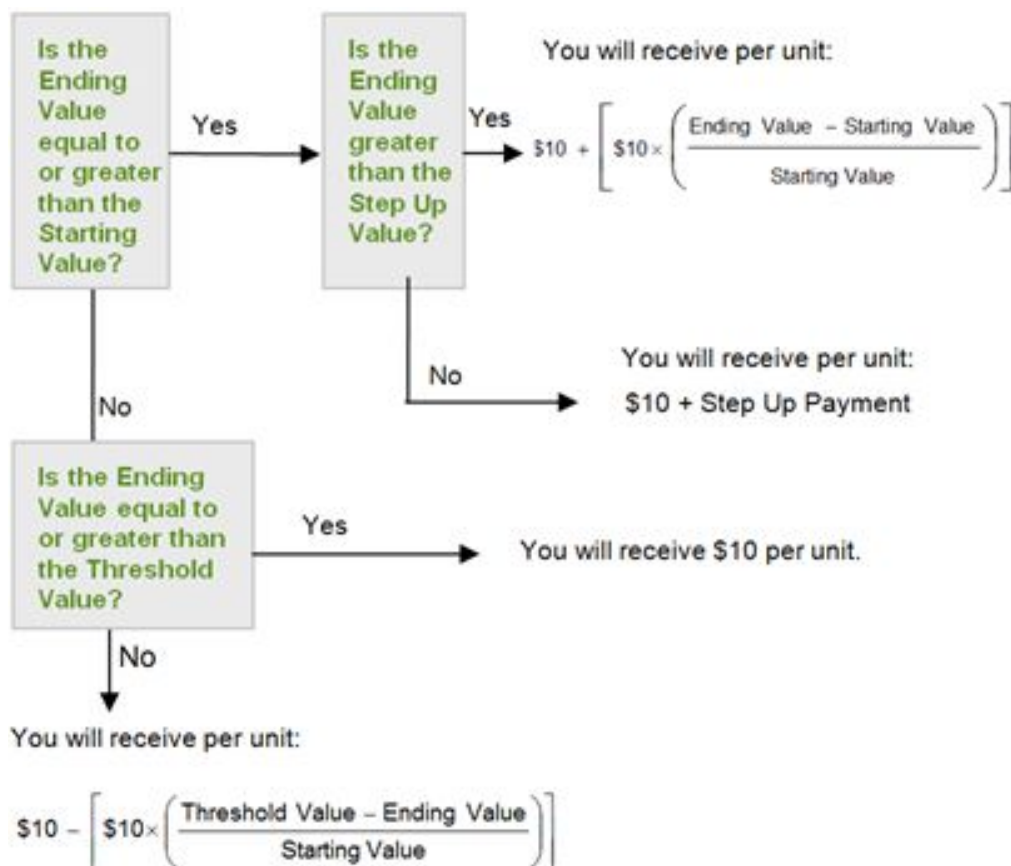 Is the
Ending
Value
equal to
or greater
than the
Starting
Value?
Yes
Is the
Ending
Value
greater
than the
Step Up
Value?
Yes
You will receive per unit:
$10 + [ $10 × ( Ending Value – Starting Value
Starting Value ) ]
No
You will receive per unit:
$10 + Step Up Payment
No
Is the Ending
Value equal to
or greater than
the Threshold
Value?
Yes
You will receive $10 per unit.
No
You will receive per unit:
$10 – [ $10× ( Threshold Value – Ending Value
Starting Value ) ]